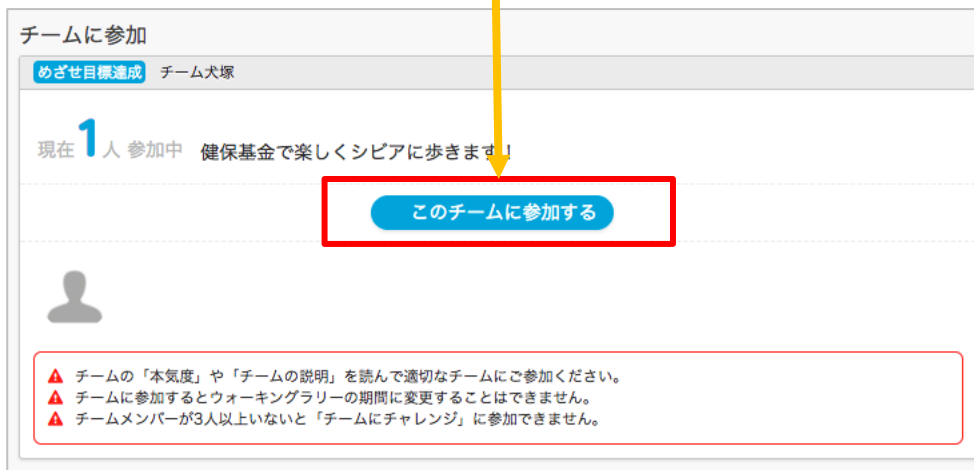 チームに参加
めざせ目標達成 チーム犬塚
現在 1 人 参加中 健保基金で楽しくシビアに歩きます！
このチームに参加する
チームの「本気度」や「チームの説明」を読んで適切なチームにご参加ください。
チームに参加するとウォーキングラリーの期間に変更することはできません。
チームメンバーが3人以上いないと「チームにチャレンジ」に参加できません。